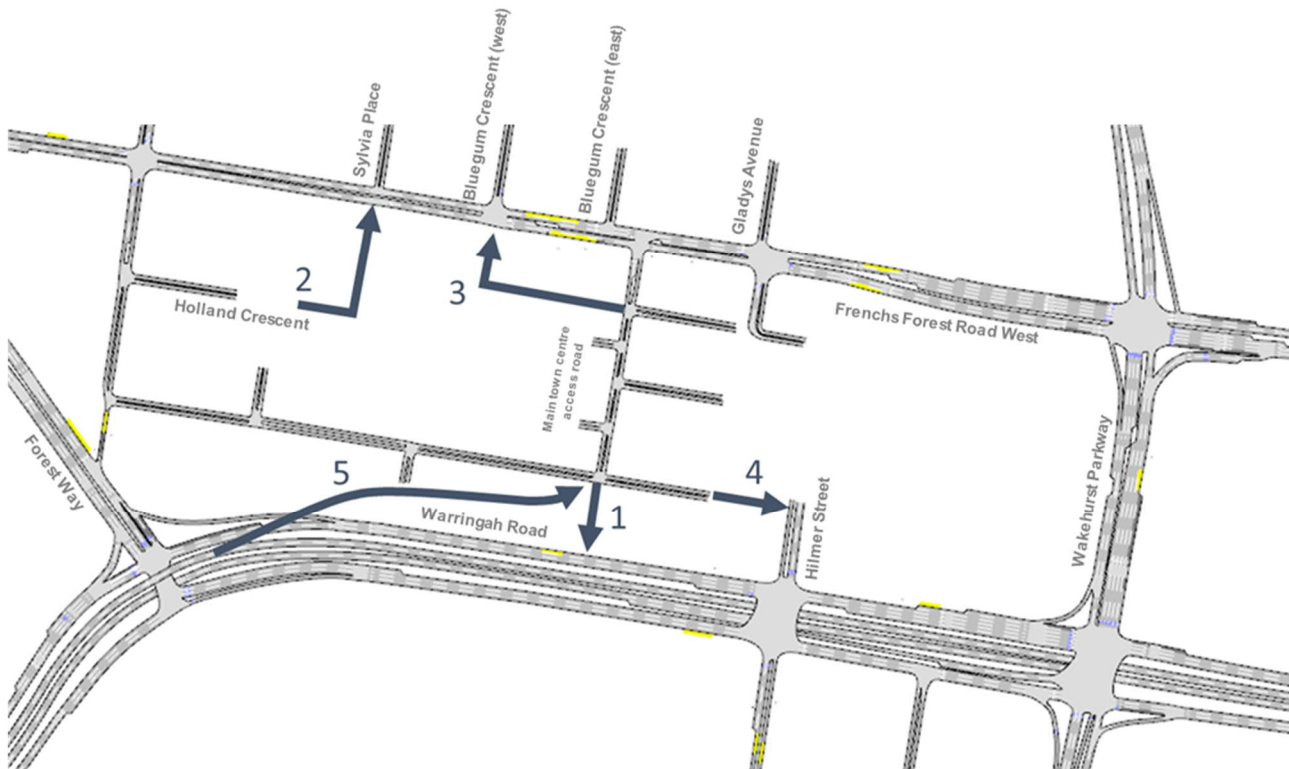 Sylvia Place
Bluegum Crescent (west)
Bluegum Crescent (east)
Gladys Avenue
2
3
Holland Crescent
Frenchs Forest Road West
Main town centre
access road
Forest Way
5
4
1
Warringah Road
Hilmer Street
Wakehurst Parkway